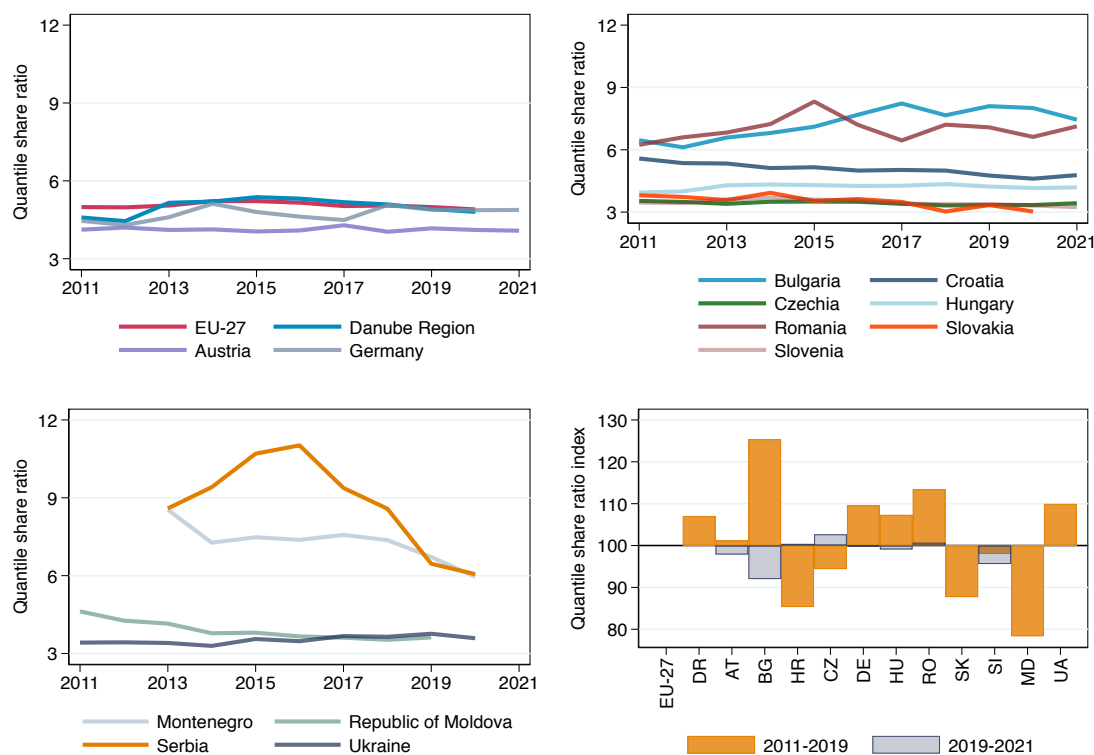 Quantile share ratio
12
9
6
3
2011 2013 2015 2017 2019 2021
EU-27 Danube Region
Austria Germany
Quantile share ratio
12
9
6
3
2011 2013 2015 2017 2019 2021
Bulgaria Croatia
Czechia Hungary
Romania Slovakia
Slovenia
Quantile share ratio
12
9
6
3
2011 2013 2015 2017 2019 2021
Montenegro Republic of Moldova
Serbia Ukraine
Quantile share ratio index
130
120
110
100
90
80
EU-27 DR AT BG HR CZ DE HU RO SK SI MD UA
2011-2019 2019-2021